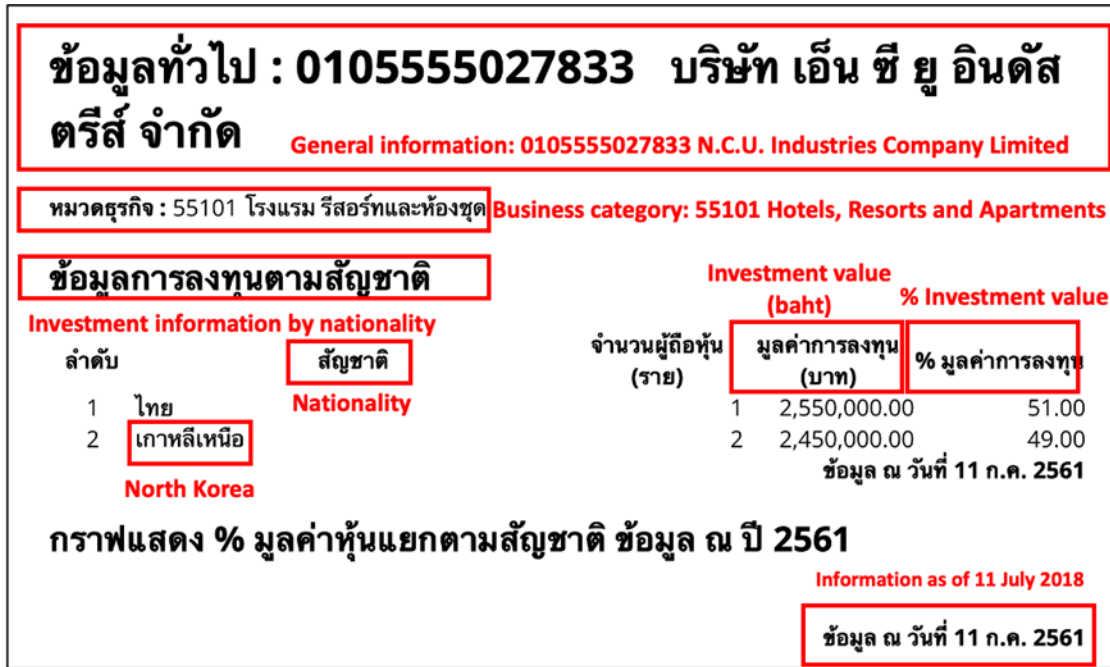 ข้อมูลทั่วไป : 0105555027833 บริษัท เอ็น ซี ยู อินดัส
ตรีส์ จำกัด
General information: 0105555027833 N.C.U. Industries Company Limited
หมวดธุรกิจ : 55101 โรงแรม รีสอร์ทและห้องชุด Business category: 55101 Hotels, Resorts and Apartments
ข้อมูลการลงทุนตามสัญชาติ
Investment information by nationality
Investment value
(baht)
% Investment value
ลำดับ สัญชาติ จำนวนผู้ถือหุ้น มูลค่าการลงทุน % มูลค่าการลงทุน
(ราย) (บาท)
Nationality
1 ไทย 1 2,550,000.00 51.00
2 เกาหลีเหนือ 2 2,450,000.00 49.00
ข้อมูล ณ วันที่ 11 ก.ค. 2561
North Korea
กราฟแสดง % มูลค่าหุ้นแยกตามสัญชาติ ข้อมูล ณ ปี 2561
Information as of 11 July 2018
ข้อมูล ณ วันที่ 11 ก.ค. 2561